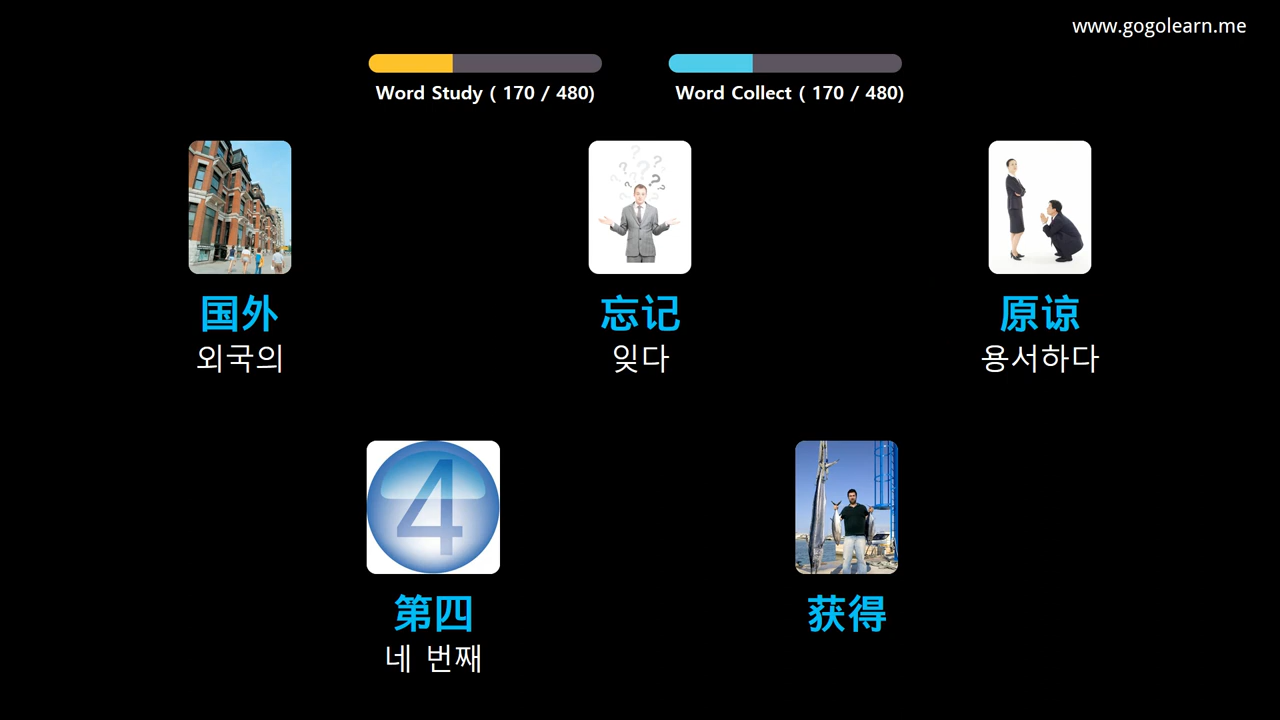 www.gogolearn.me
Word Study ( 170 / 480)
Word Collect ( 170 / 480)
国外
외국의
忘记
잊다
原谅
용서하다
4
第四
네 번째
获得